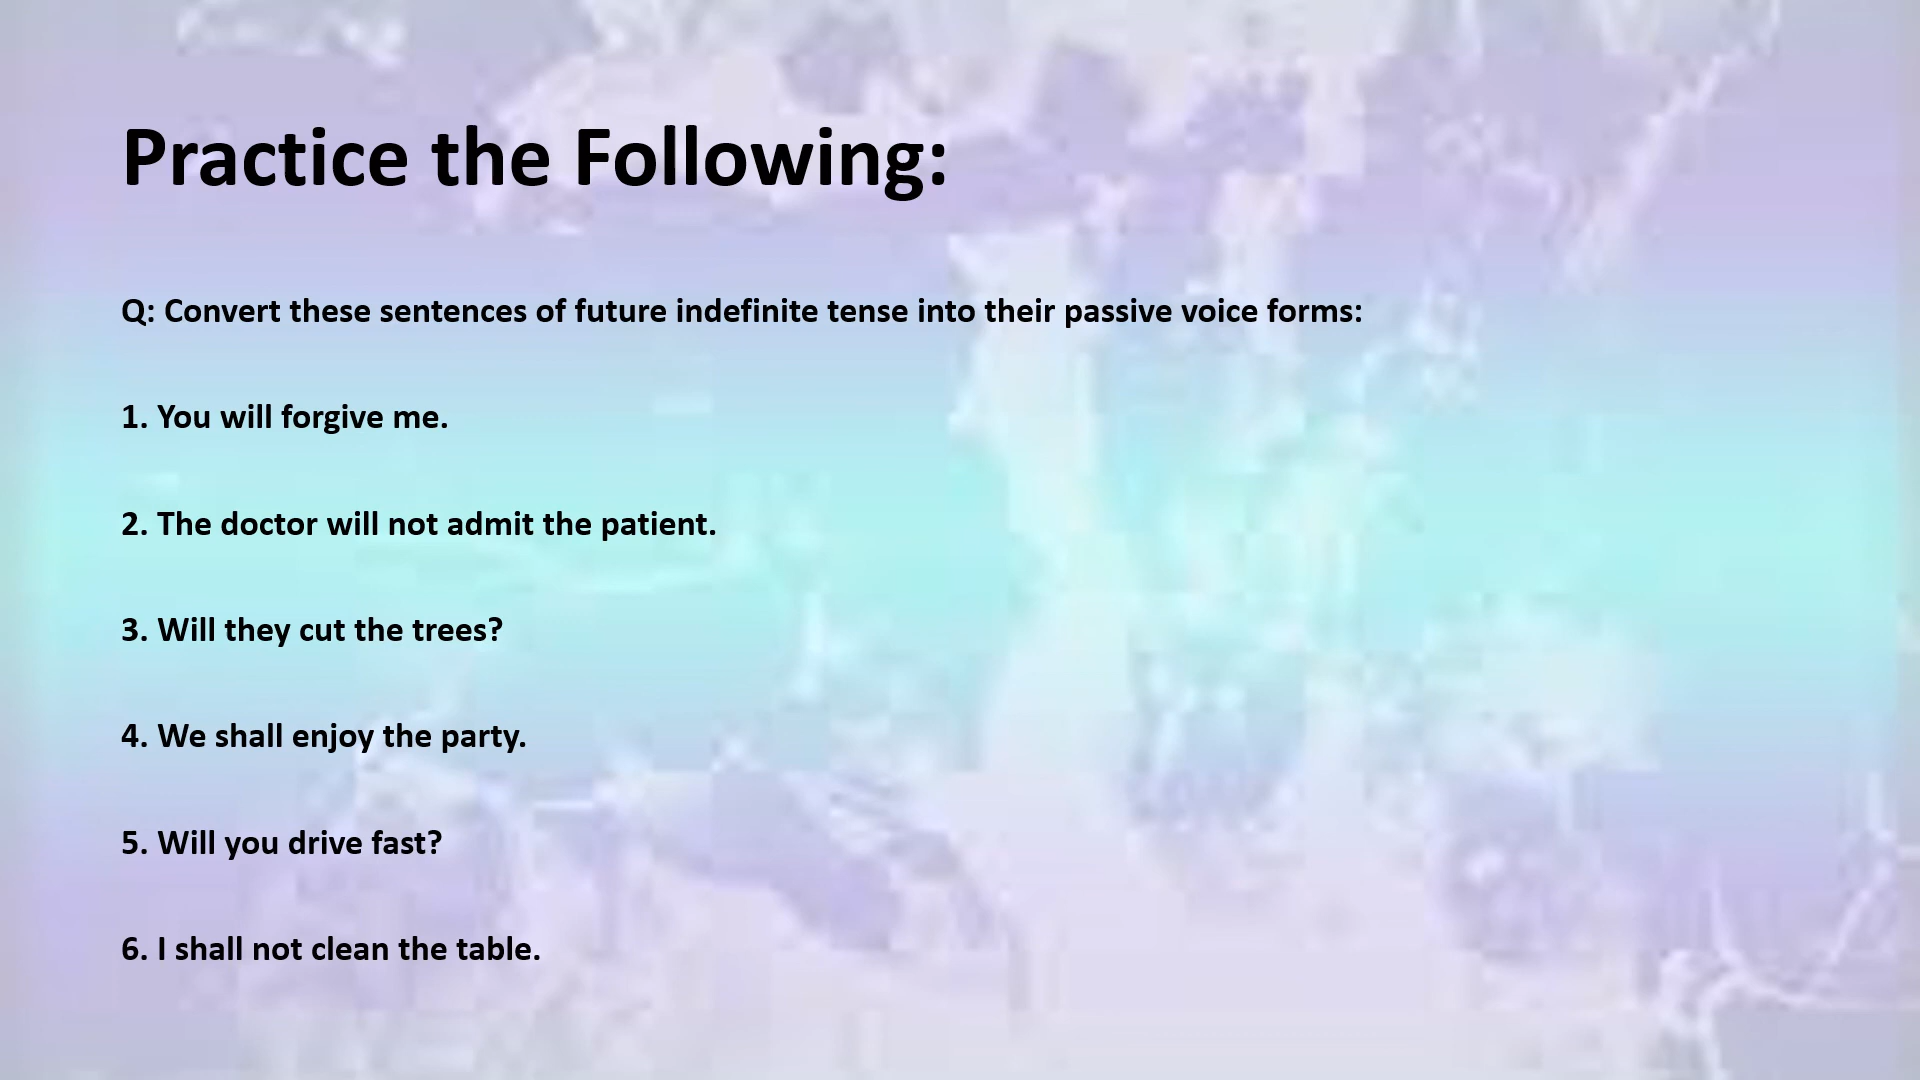 Practice the Following:
Q: Convert these sentences of future indefinite tense into their passive voice forms:
1. You will forgive me.
2. The doctor will not admit the patient.
3. Will they cut the trees?
4. We shall enjoy the party.
5. Will you drive fast?
6. I shall not clean the table.